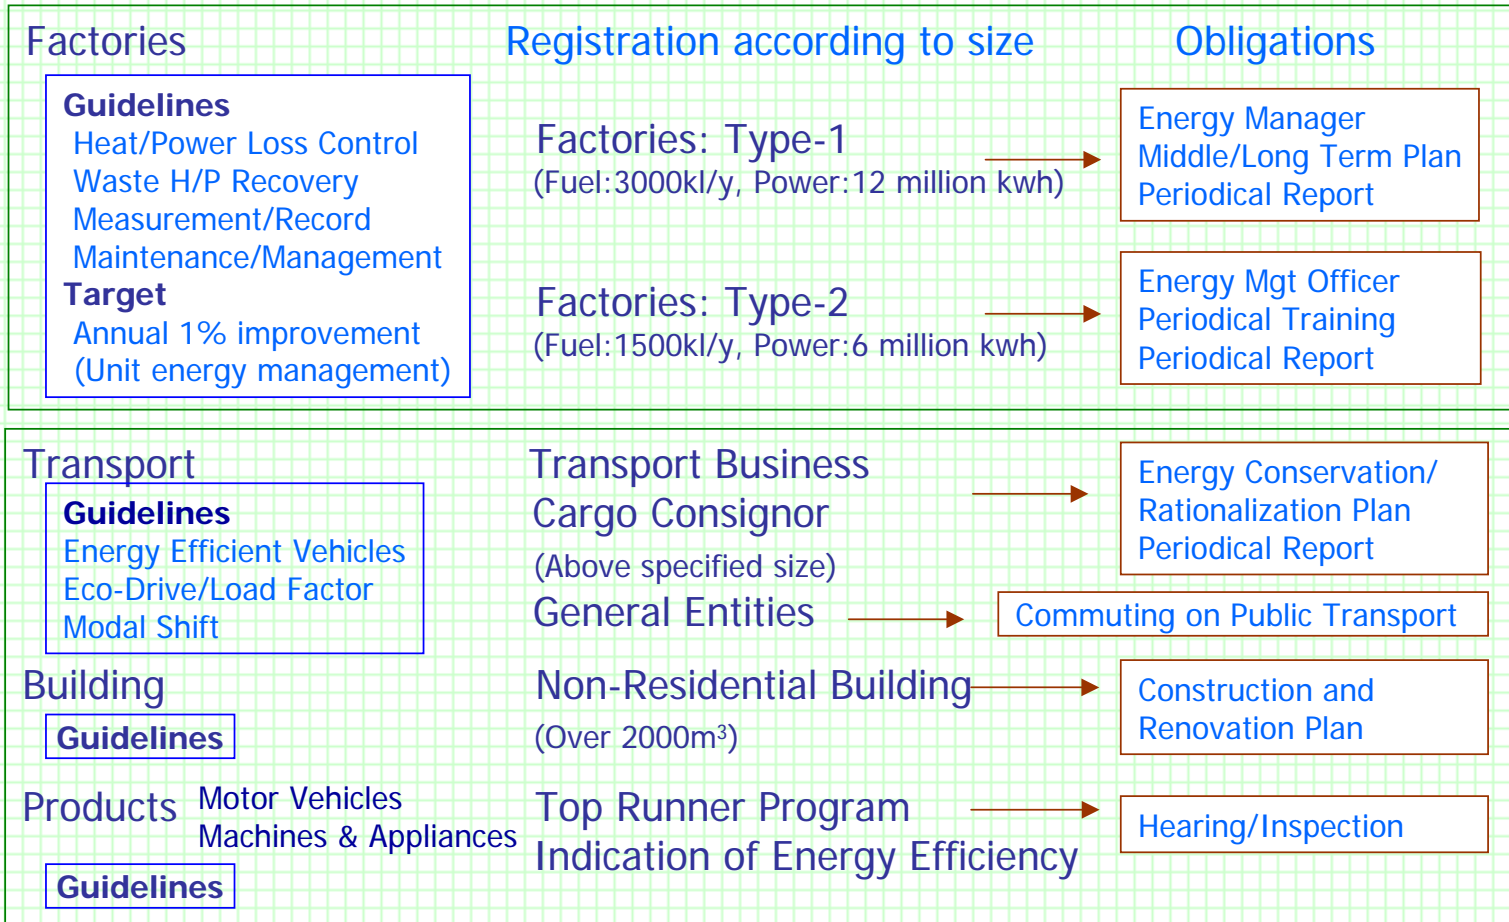 Factories
Registration according to size
Obligations
Guidelines
Heat/Power Loss Control
Waste H/P Recovery
Measurement/Record
Maintenance/Management
Target
Annual 1% improvement
(Unit energy management)
Factories: Type-1
(Fuel:3000kl/y, Power:12 million kwh)
Energy Manager
Middle/Long Term Plan
Periodical Report
Factories: Type-2
(Fuel:1500kl/y, Power:6 million kwh)
Energy Mgt Officer
Periodical Training
Periodical Report
Transport
Guidelines
Energy Efficient Vehicles
Eco-Drive/Load Factor
Modal Shift
Transport Business
Cargo Consignor
(Above specified size)
Energy Conservation/
Rationalization Plan
Periodical Report
General Entities
Commuting on Public Transport
Building
Guidelines
Non-Residential Building
(Over 2000m³)
Construction and
Renovation Plan
Products
Motor Vehicles
Machines & Appliances
Guidelines
Top Runner Program
Indication of Energy Efficiency
Hearing/Inspection